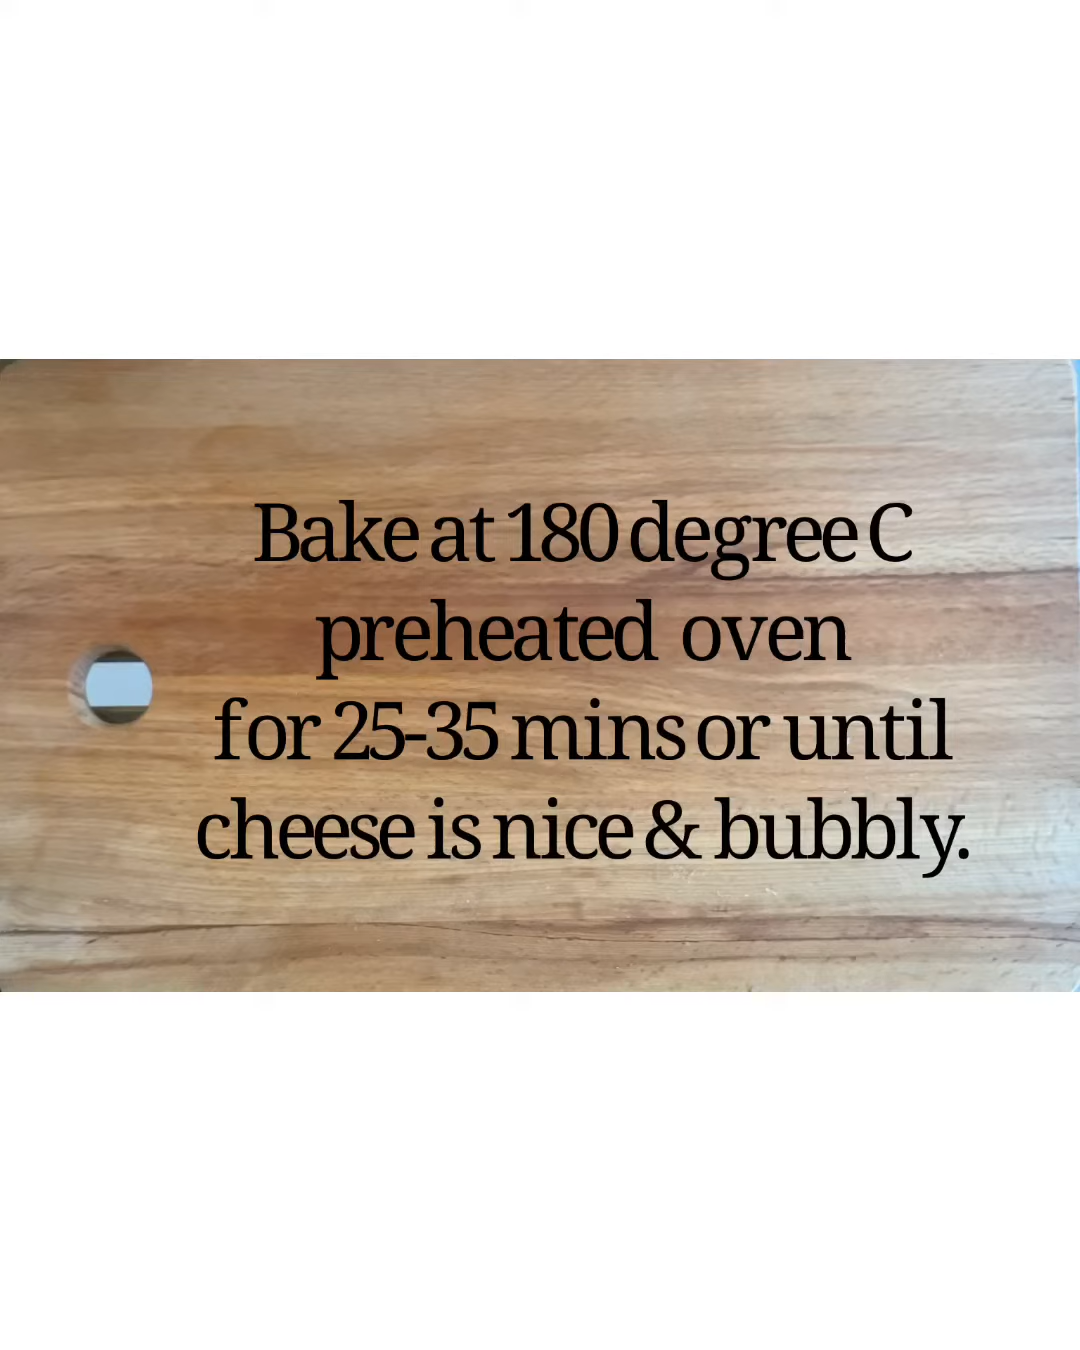 Bake at 180 degree C
preheated oven
for 25-35 mins or until
cheese is nice & bubbly.